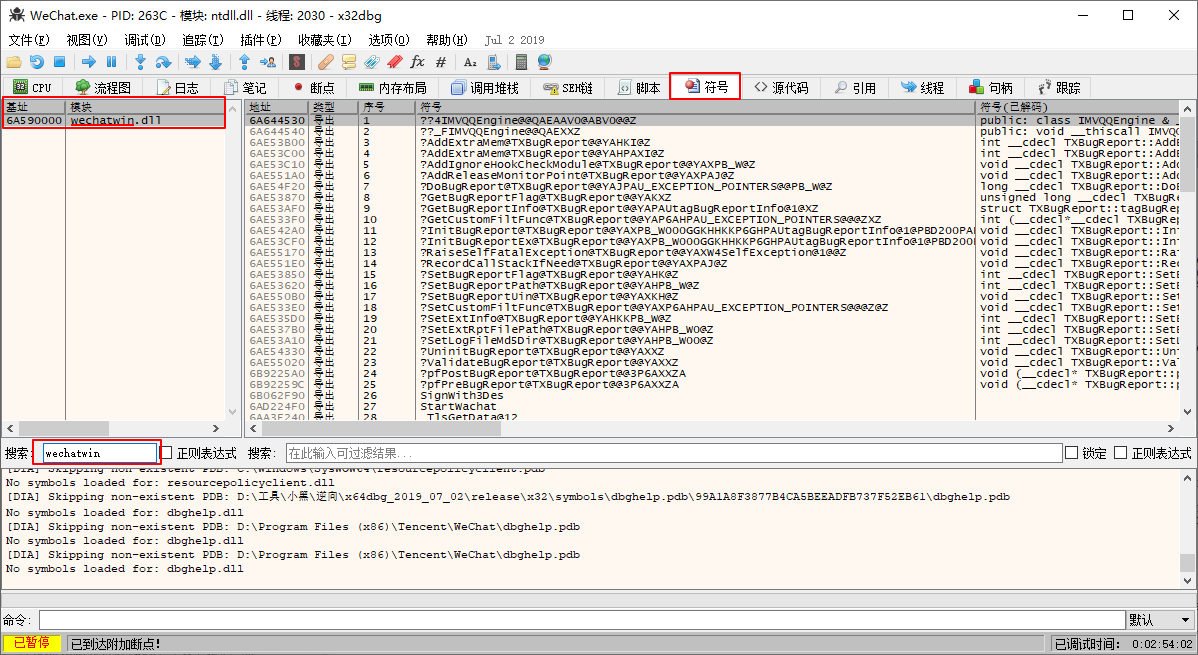 WeChat.exe - PID: 263C - 模块: ntdll.dll - 线程: 2030 - x32dbg
文件(F) 视图(V) 调试(D) 追踪(T) 插件(P) 收藏夹(I) 选项(O) 帮助(H) Jul 2 2019
CPU 流程图 日志 笔记 断点 内存布局 调用堆栈 SEH链 脚本 符号 源代码 引用 线程 句柄 跟踪
基址 模块
6A590000 wechatwin.dll
地址 类型 序号 符号 符号(已解码)
6A644530 导出 1 ??4IMVQQEngine@@QAEAAV0@ABV0@@Z public: class IMVQQEngine &
6A644540 导出 2 ??_FIMVQQEngine@@QAEXXZ public: void __thiscall IMVQQ
6AE53B00 导出 3 ?AddExtraMem@TXBugReport@@YAHKI@Z int __cdecl TXBugReport::AddE
6AE53C00 导出 4 ?AddExtraMem@TXBugReport@@YAHPAXI@Z int __cdecl TXBugReport::AddE
6AE53C10 导出 5 ?AddIgnoreHookCheckModule@TXBugReport@@YAXPB_W@Z void __cdecl TXBugReport::Add
6AE551A0 导出 6 ?AddReleaseMonitorPoint@TXBugReport@@YAXPAJ@Z void __cdecl TXBugReport::Add
6AE54F20 导出 7 ?DoBugReport@TXBugReport@@YAJPAU_EXCEPTION_POINTERS@@PB_W@Z long __cdecl TXBugReport::DoB
6AE53870 导出 8 ?GetBugReportFlag@TXBugReport@@YAKXZ unsigned long __cdecl TXBugRe
6AE53AF0 导出 9 ?GetBugReportInfo@TXBugReport@@YAPAUtagBugReportInfo@1@XZ struct TXBugReport::tagBugRep
6AE533F0 导出 10 ?GetCustomFiltFunc@TXBugReport@@YAP6AHPAU_EXCEPTION_POINTERS@@@ZXZ int (__cdecl*__cdecl TXBugRep
6AE542A0 导出 11 ?InitBugReport@TXBugReport@@YAXPB_W000GGKHHKKP6GHPAUtagBugReportInfo@1@PBD200PA void __cdecl TXBugReport::Ini
6AE53CF0 导出 12 ?InitBugReportEx@TXBugReport@@YAXPB_W000GGKHHKKP6GHPAUtagBugReportInfo@1@PBD200 void __cdecl TXBugReport::Ini
6AE55170 导出 13 ?RaiseSelfFatalException@TXBugReport@@YAXW4SelfException@1@@Z void __cdecl TXBugReport::Rai
6AE551E0 导出 14 ?RecordCallStackIfNeed@TXBugReport@@YAXPAJ@Z void __cdecl TXBugReport::Rec
6AE53850 导出 15 ?SetBugReportFlag@TXBugReport@@YAHK@Z int __cdecl TXBugReport::SetB
6AE53620 导出 16 ?SetBugReportPath@TXBugReport@@YAHPB_W@Z int __cdecl TXBugReport::SetB
6AE550B0 导出 17 ?SetBugReportUin@TXBugReport@@YAXKH@Z void __cdecl TXBugReport::Set
6AE533E0 导出 18 ?SetCustomFiltFunc@TXBugReport@@YAXP6AHPAU_EXCEPTION_POINTERS@@@Z@Z void __cdecl TXBugReport::Set
6AE535D0 导出 19 ?SetExtInfo@TXBugReport@@YAHKKPB_W@Z int __cdecl TXBugReport::SetE
6AE537B0 导出 20 ?SetExtRptFilePath@TXBugReport@@YAHPB_W0@Z int __cdecl TXBugReport::SetE
6AE53A10 导出 21 ?SetLogFileMd5Dir@TXBugReport@@YAHPB_W00@Z int __cdecl TXBugReport::SetL
6AE54330 导出 22 ?UninitBugReport@TXBugReport@@YAXXZ void __cdecl TXBugReport::Uni
6AE55020 导出 23 ?ValidateBugReport@TXBugReport@@YAXXZ void __cdecl TXBugReport::Val
6B9225A0 导出 24 ?pfPostBugReport@TXBugReport@@3P6AXXZA void (__cdecl* TXBugReport::p
6B92259C 导出 25 ?pfPreBugReport@TXBugReport@@3P6AXXZA void (__cdecl* TXBugReport::p
6B062F90 导出 26 SignWith3Des
6AD224F0 导出 27 StartWachat
6AA3F240 导出 28 _TlsGetData@12
搜索: wechatwin 正则表达式 搜索: 在此输入可过滤结果... 锁定 正则表达式
[DIA] Skipping non-existent PDB: C:\Windows\SysWOW64\resourcepolicyclient.pdb
No symbols loaded for: resourcepolicyclient.dll
[DIA] Skipping non-existent PDB: D:\工具\小黑\逆向\x64dbg_2019_07_02\release\x32\symbols\dbghelp.pdb\99A1A8F3877B4CA5BEEADFB737F52EB61\dbghelp.pdb
No symbols loaded for: dbghelp.dll
[DIA] Skipping non-existent PDB: D:\Program Files (x86)\Tencent\WeChat\dbghelp.pdb
No symbols loaded for: dbghelp.dll
[DIA] Skipping non-existent PDB: D:\Program Files (x86)\Tencent\WeChat\dbghelp.pdb
No symbols loaded for: dbghelp.dll
命令: 默认
已暂停 已到达附加断点! 已调试时间: 0:02:54:02